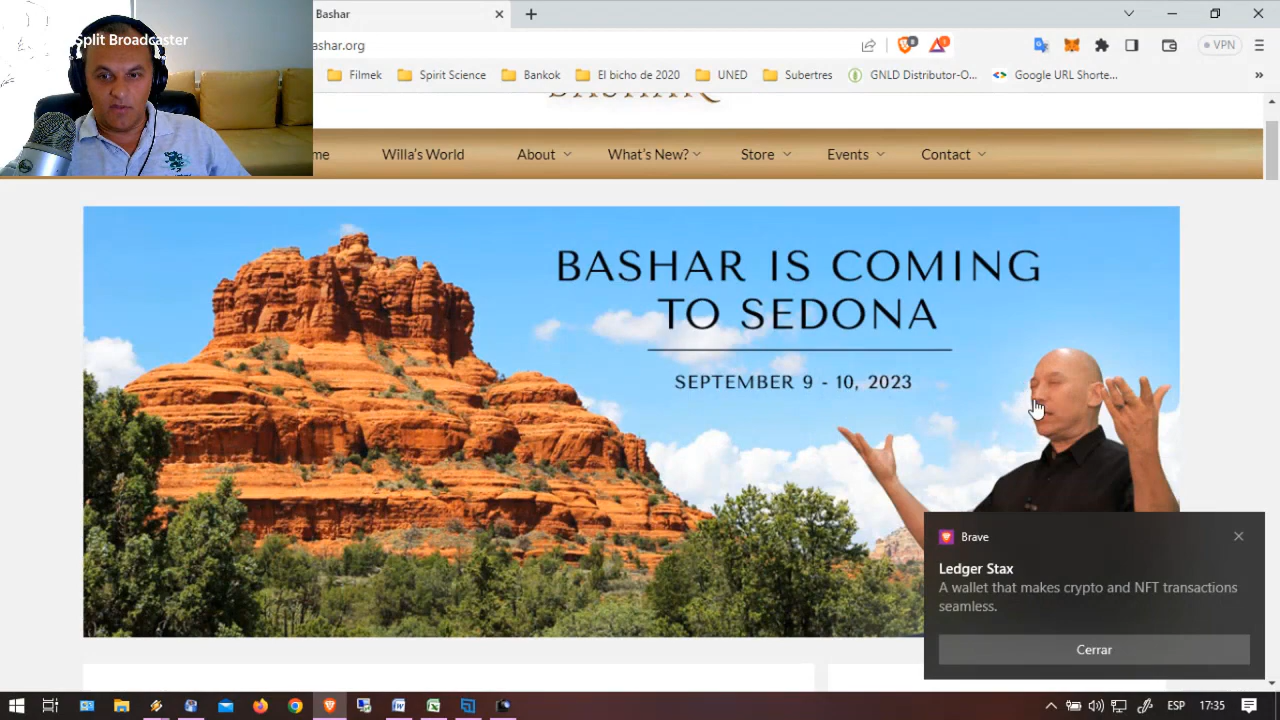 Split Broadcaster
Bashar
ashar.org
VPN
Filmek
Spirit Science
Bankok
El bicho de 2020
UNED
Subertres
GNLD Distributor-O...
Google URL Shorte...
»
BASHAR
me
Willa's World
About
What's New?
Store
Events
Contact
BASHAR IS COMING
TO SEDONA
SEPTEMBER 9 - 10, 2023
Brave
Ledger Stax
A wallet that makes crypto and NFT transactions
seamless.
Cerrar
ESP
17:35